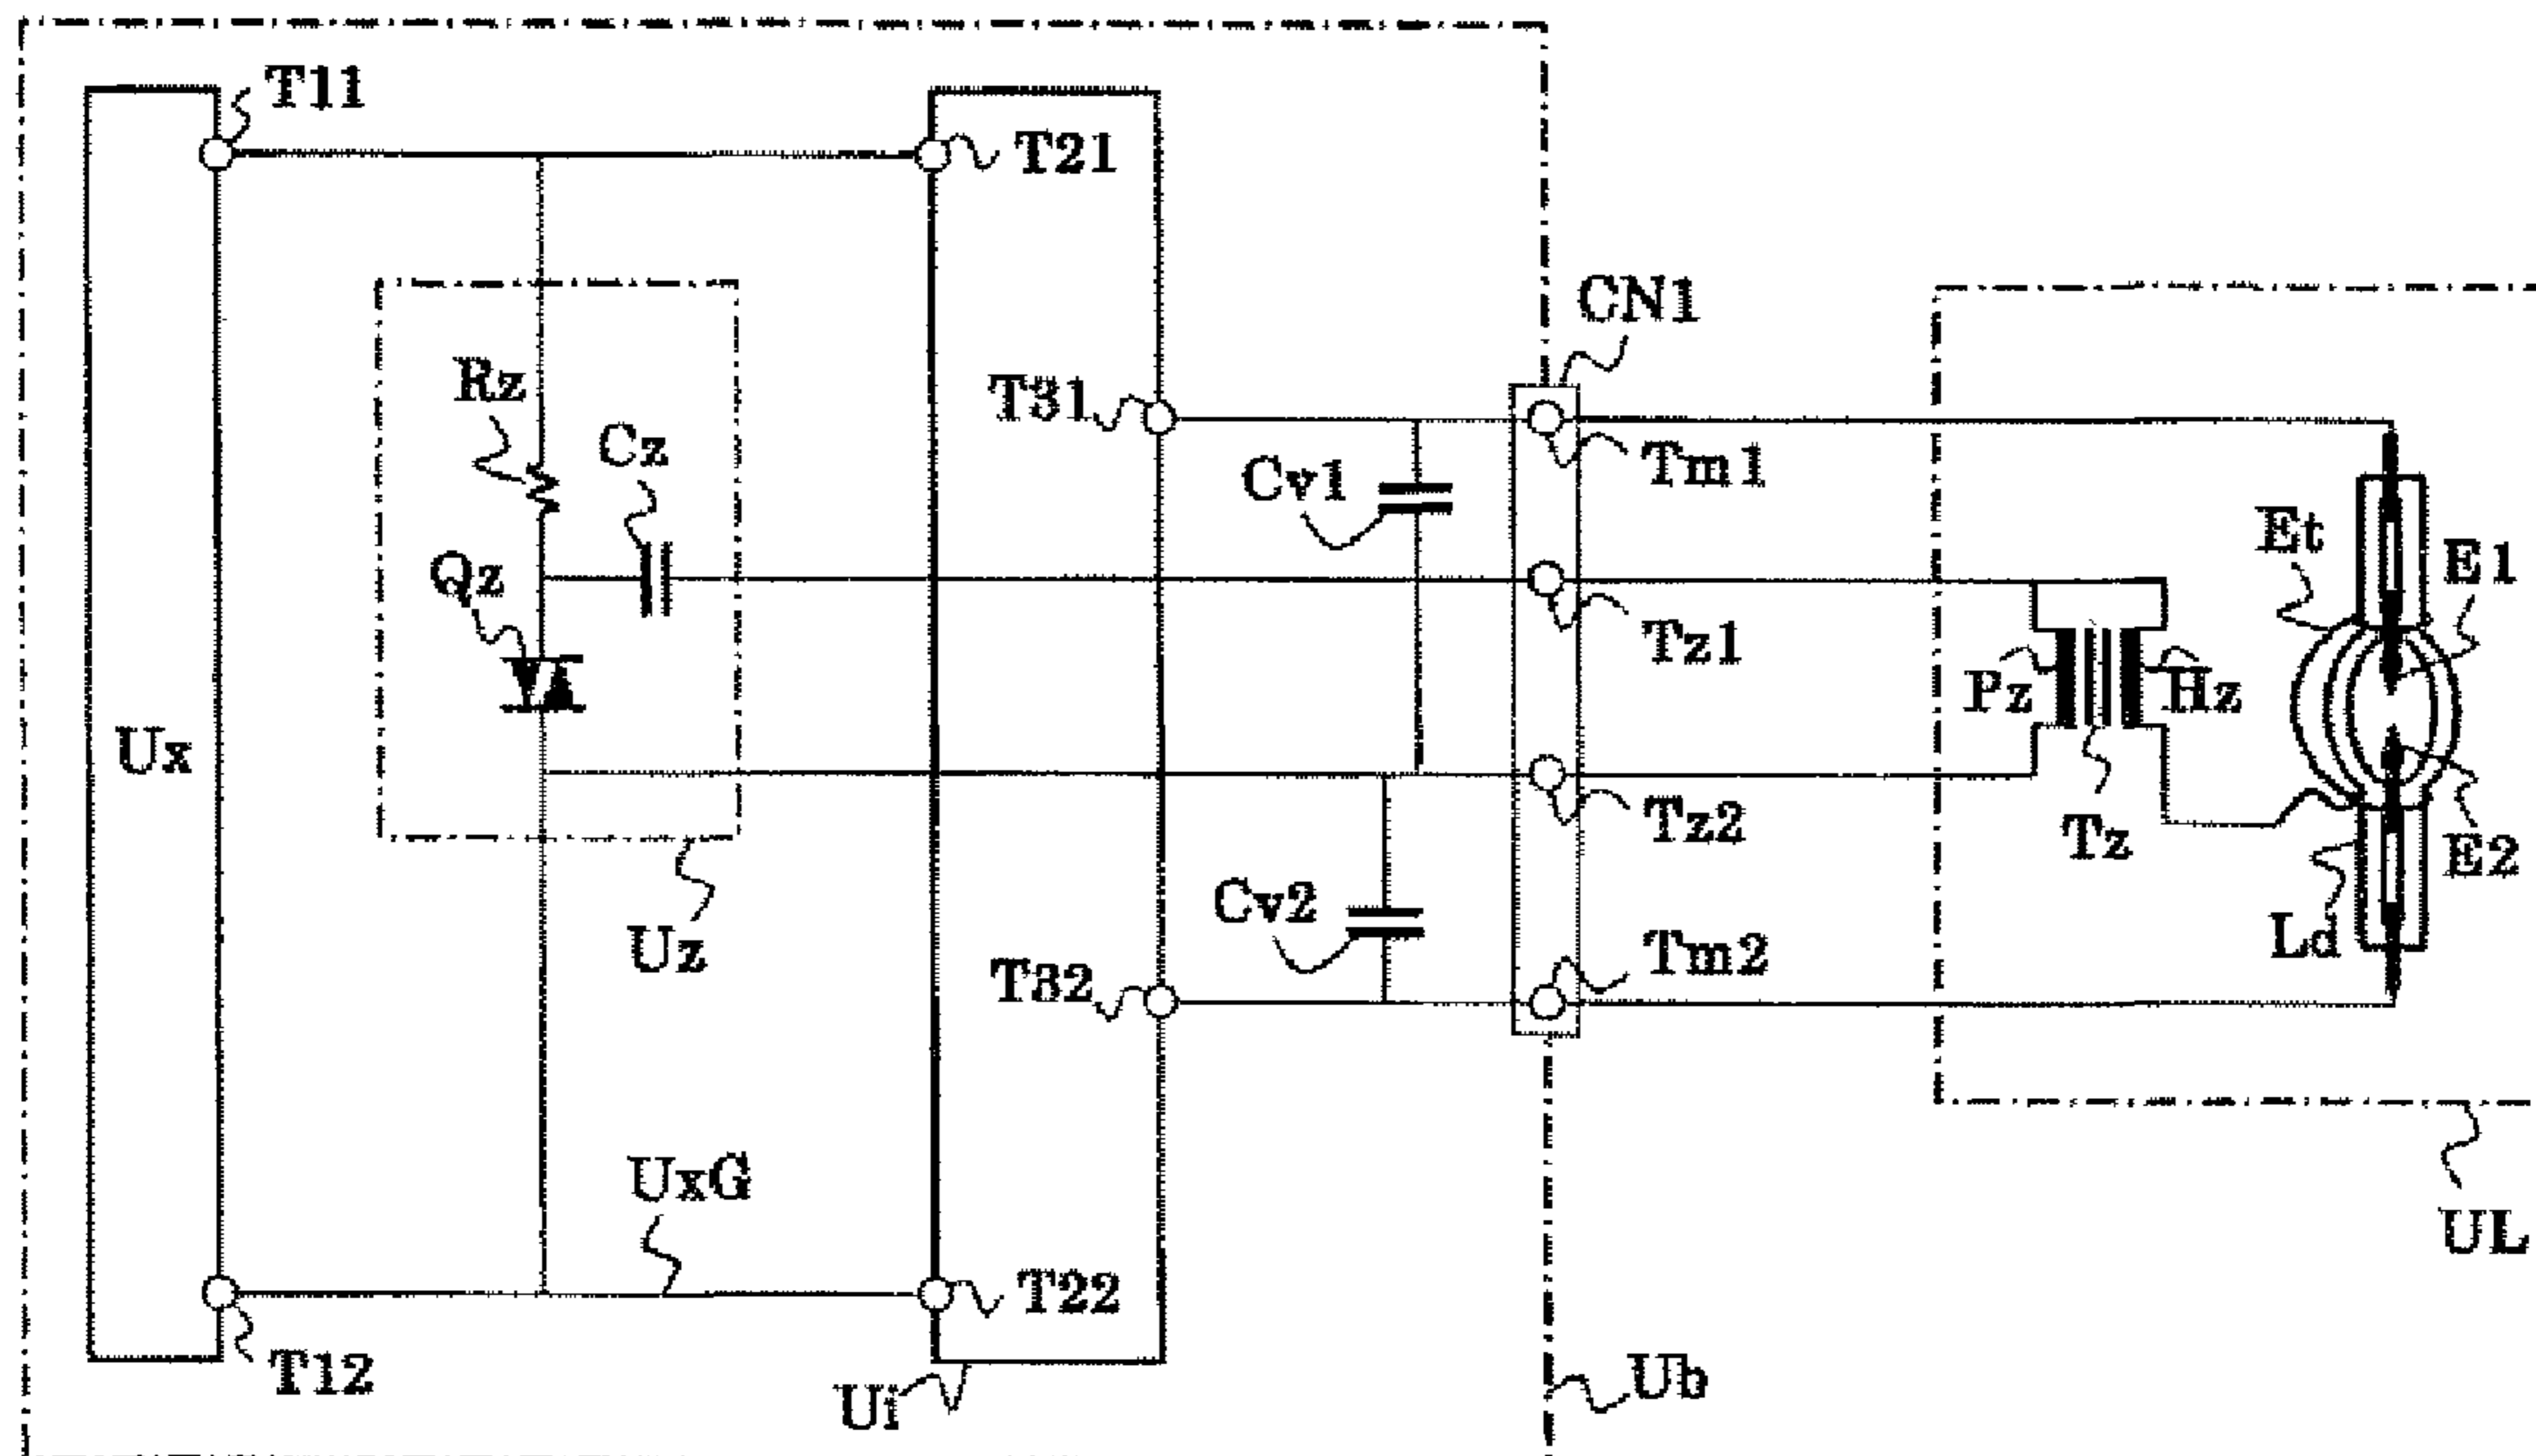 T11
T21
CN1
Rz
Cz
T31
Cv1
Tm1
Et
E1
Qz
Tz1
Pz
Hz
Ux
Tz2
Tz
E2
Cv2
Ld
Uz
T32
Tm2
UxG
UL
T22
T12
Ui
Ub